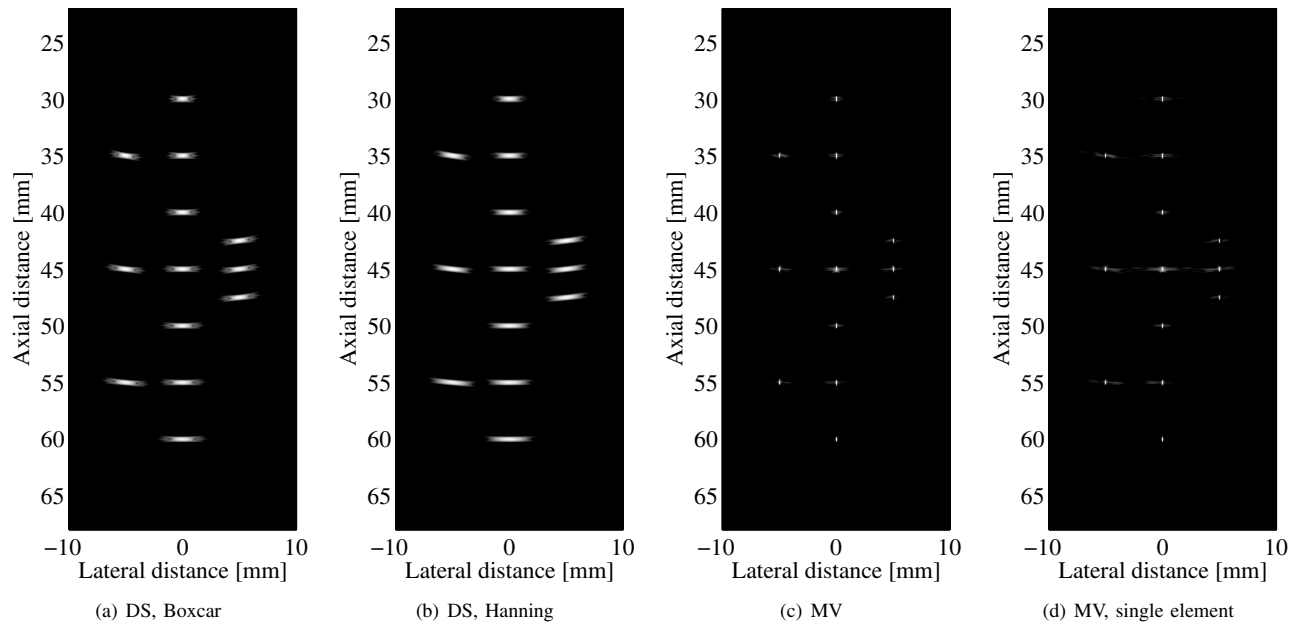 25
30
35
40
45
50
55
60
65
Axial distance [mm]
−10 0 10
Lateral distance [mm]
(a) DS, Boxcar
25
30
35
40
45
50
55
60
65
Axial distance [mm]
−10 0 10
Lateral distance [mm]
(b) DS, Hanning
25
30
35
40
45
50
55
60
65
Axial distance [mm]
−10 0 10
Lateral distance [mm]
(c) MV
25
30
35
40
45
50
55
60
65
Axial distance [mm]
−10 0 10
Lateral distance [mm]
(d) MV, single element